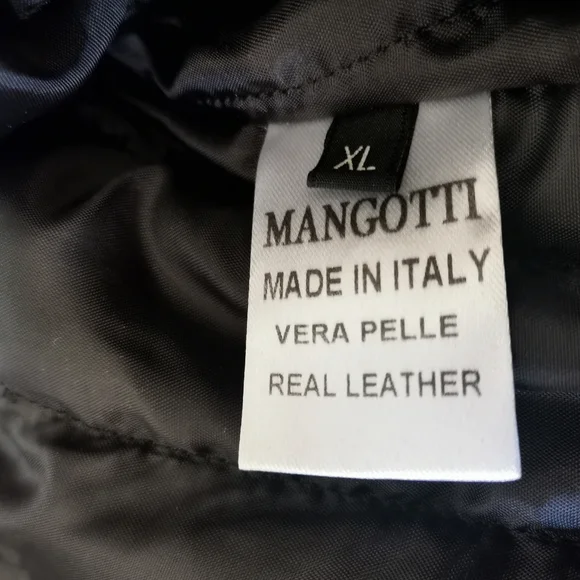 XL
MANGOTTI
MADE IN ITALY
VERA PELLE
REAL LEATHER